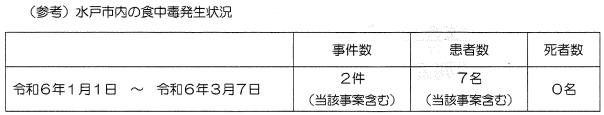 （参考）水戸市内の食中毒発生状況
事件数 患者数 死者数
令和６年１月１日 ～ 令和６年３月７日 ２件 ７名 ０名
（当該事案含む） （当該事案含む）